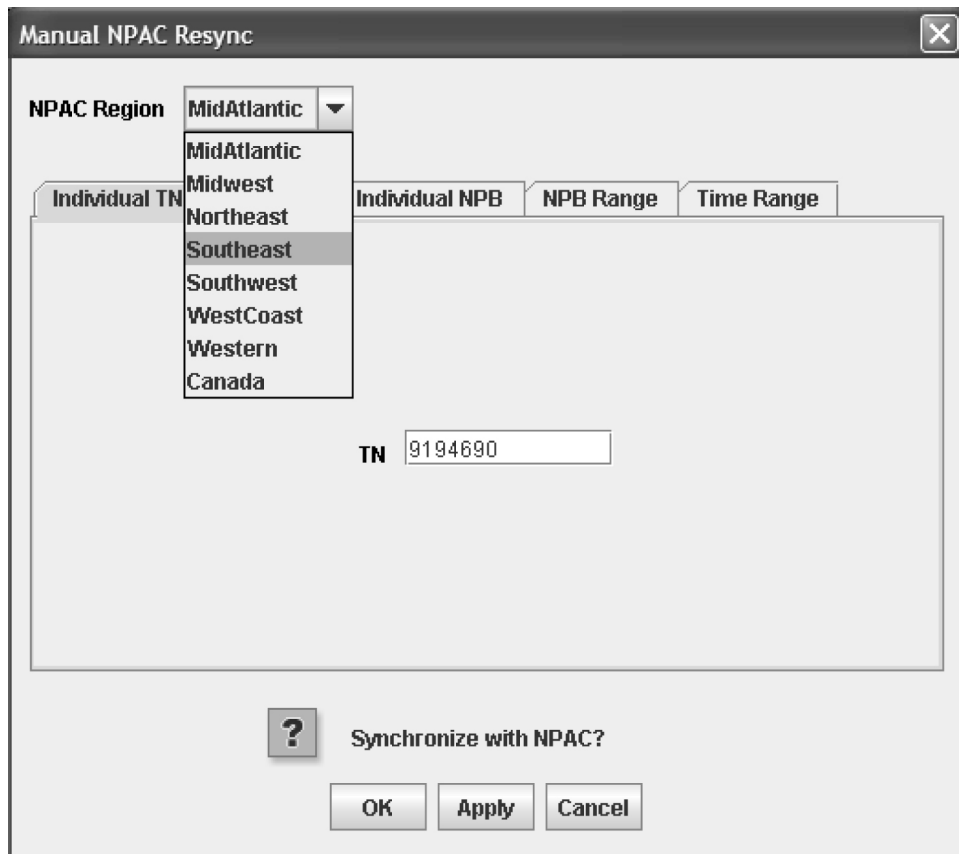 Manual NPAC Resync
NPAC Region MidAtlantic
MidAtlantic
Midwest
Northeast
Southeast
Southwest
WestCoast
Western
Canada
Individual TN Individual NPB NPB Range Time Range
TN 9194690
? Synchronize with NPAC?
OK Apply Cancel